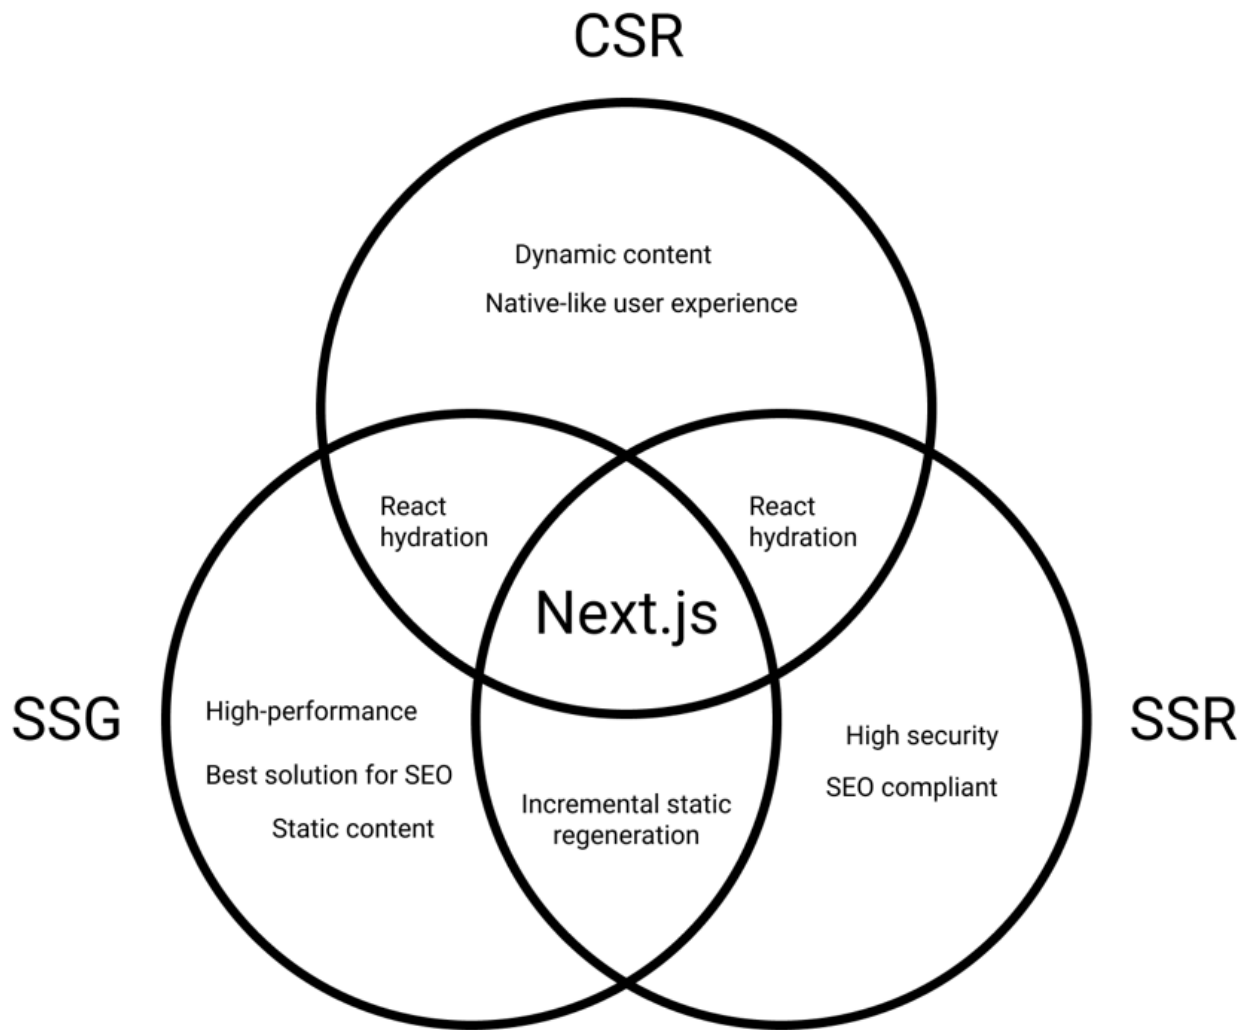 CSR
Dynamic content
Native-like user experience
React
hydration
React
hydration
Next.js
SSG
High-performance
Best solution for SEO
Static content
Incremental static
regeneration
High security
SEO compliant
SSR